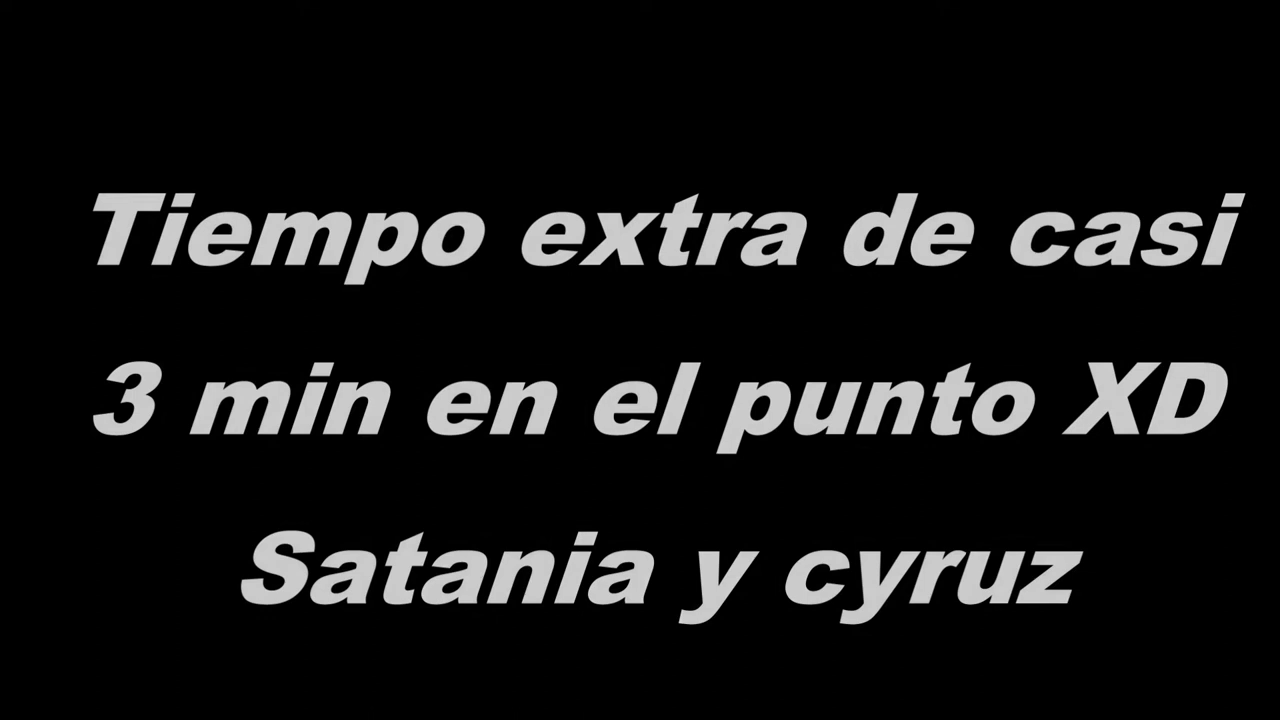 Tiempo extra de casi
3 min en el punto XD
Satania y cyruz